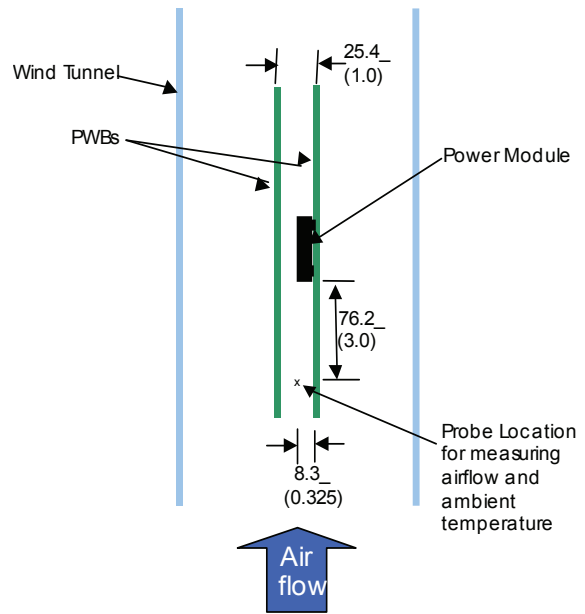 25.4_
(1.0)
Wind Tunnel
PWBs
Power Module
76.2_
(3.0)
x
Probe Location
for measuring
airflow and
ambient
temperature
8.3_
(0.325)
Air
flow